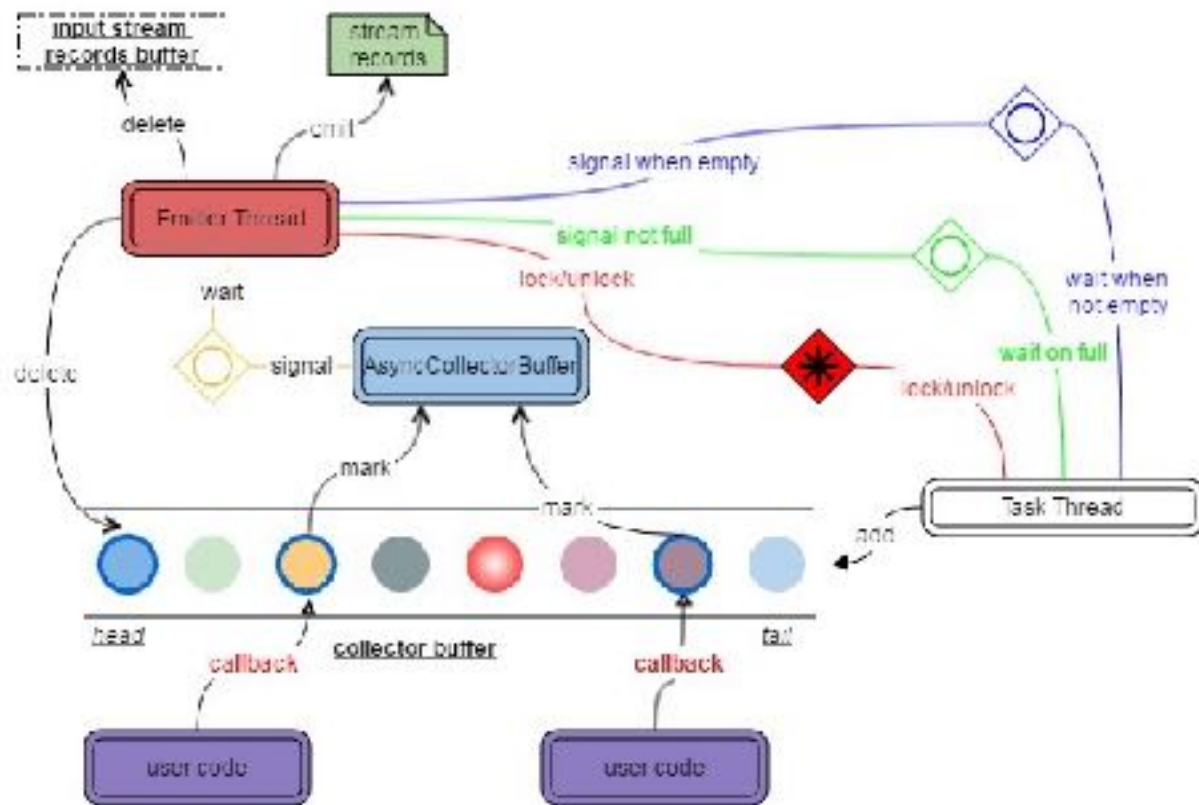 input stream
records buffer
stream
records
delete
emit
signal when empty
Emitter Thread
signal not full
lock/unlock
wait when
not empty
wait
wait on full
delete
signal
AsyncCollectorBuffer
lock/unlock
mark
mark
Task Thread
add
head
collector buffer
tail
callback
callback
user code
user code